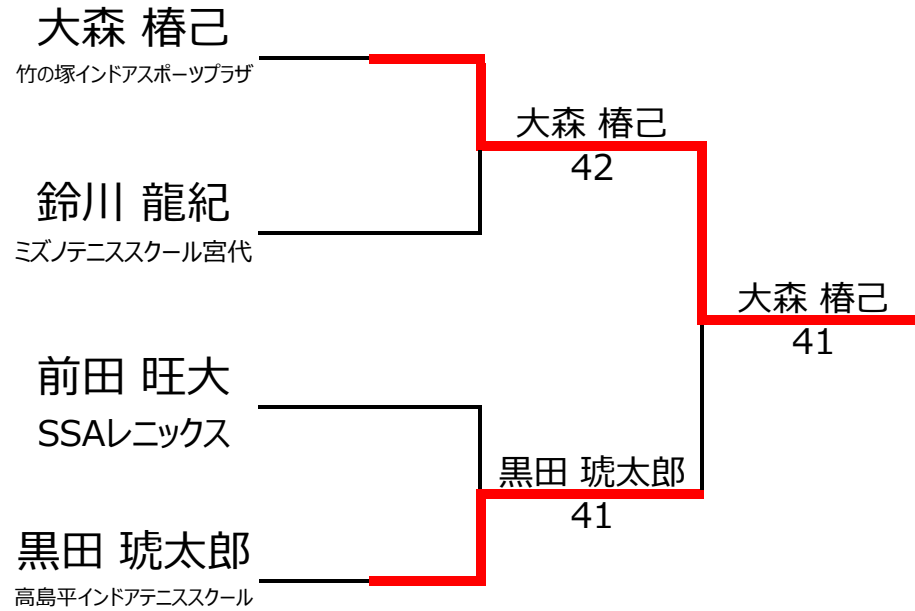 大森 椿己
竹の塚インドアスポーツプラザ
大森 椿己
42
鈴川 龍紀
ミズノテニススクール宮代
大森 椿己
41
前田 旺大
SSAレニックス
黒田 琥太郎
41
黒田 琥太郎
高島平インドアテニススクール